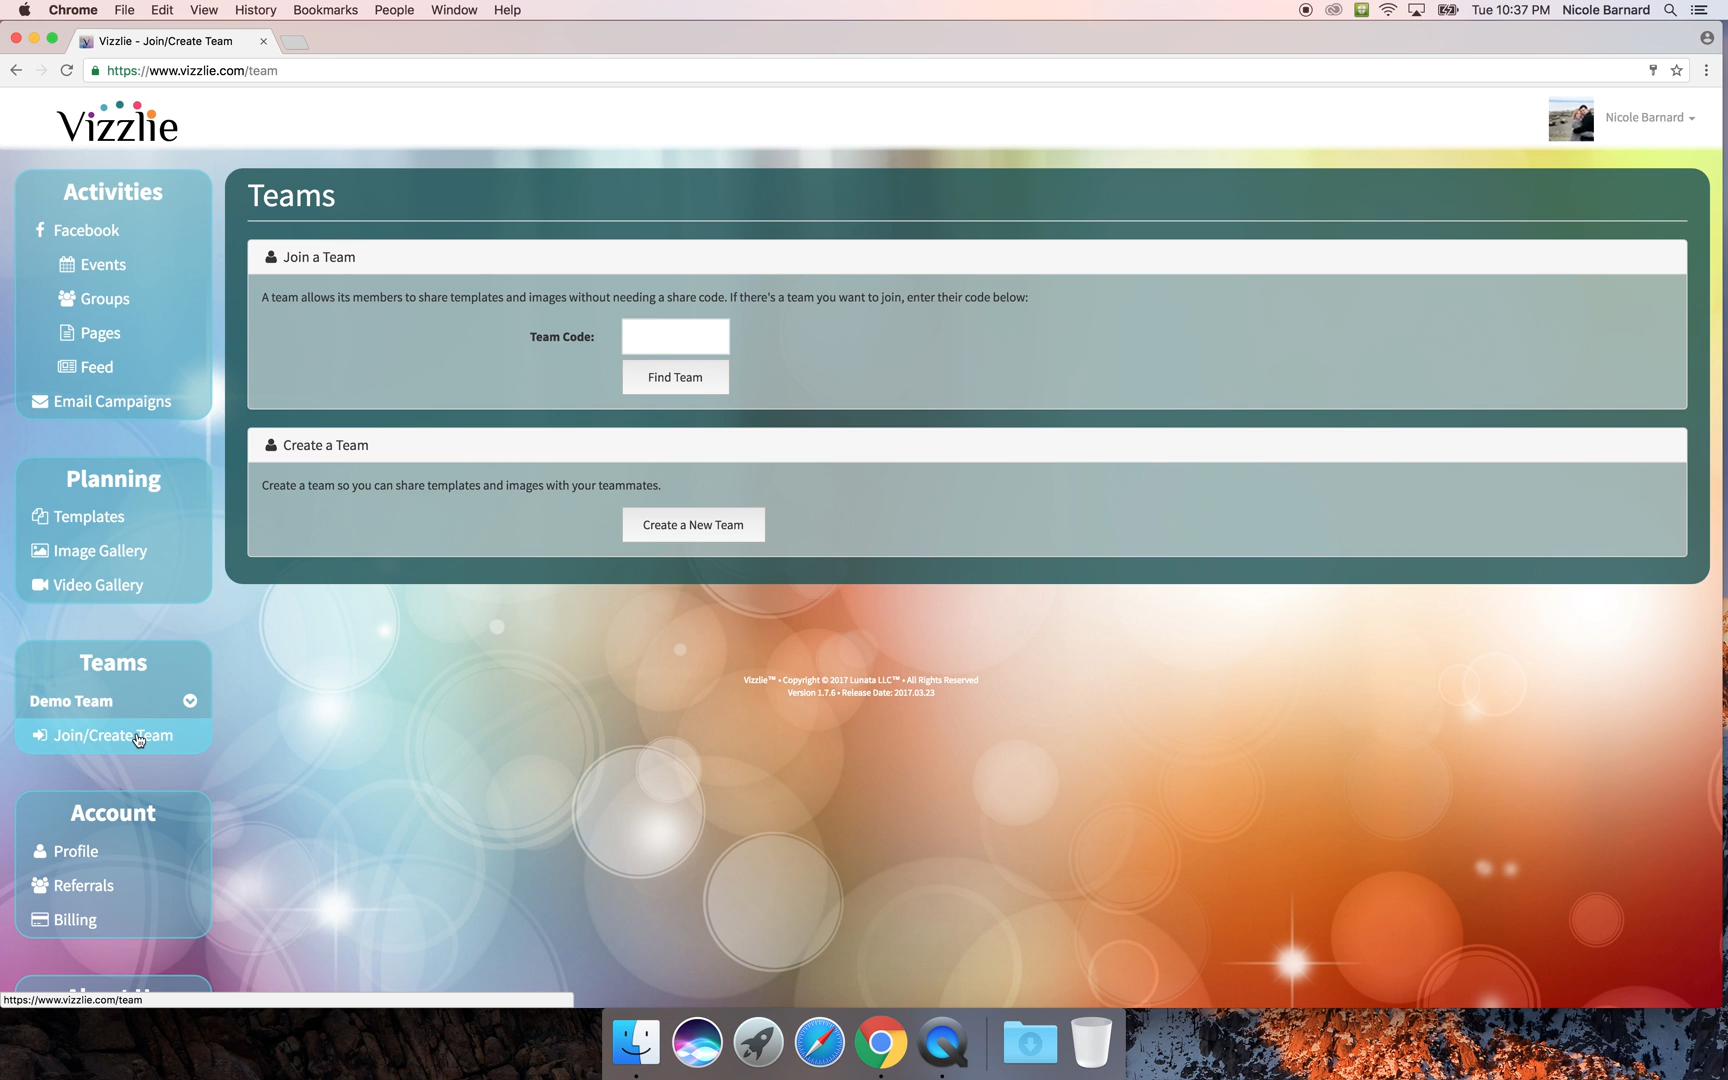 Chrome File Edit View History Bookmarks People Window Help Tue 10:37 PM Nicole Barnard
Vizzlie - Join/Create Team
https://www.vizzlie.com/team
Vizzlie
Nicole Barnard
Activities
Facebook
Events
Groups
Pages
Feed
Email Campaigns
Planning
Templates
Image Gallery
Video Gallery
Teams
Demo Team
Join/Create Team
Account
Profile
Referrals
Billing
Teams
Join a Team
A team allows its members to share templates and images without needing a share code. If there's a team you want to join, enter their code below:
Team Code:
Find Team
Create a Team
Create a team so you can share templates and images with your teammates.
Create a New Team
Vizzlie™ • Copyright © 2017 Lunata LLC™ • All Rights Reserved
Version 1.7.6 • Release Date: 2017.03.23
https://www.vizzlie.com/team